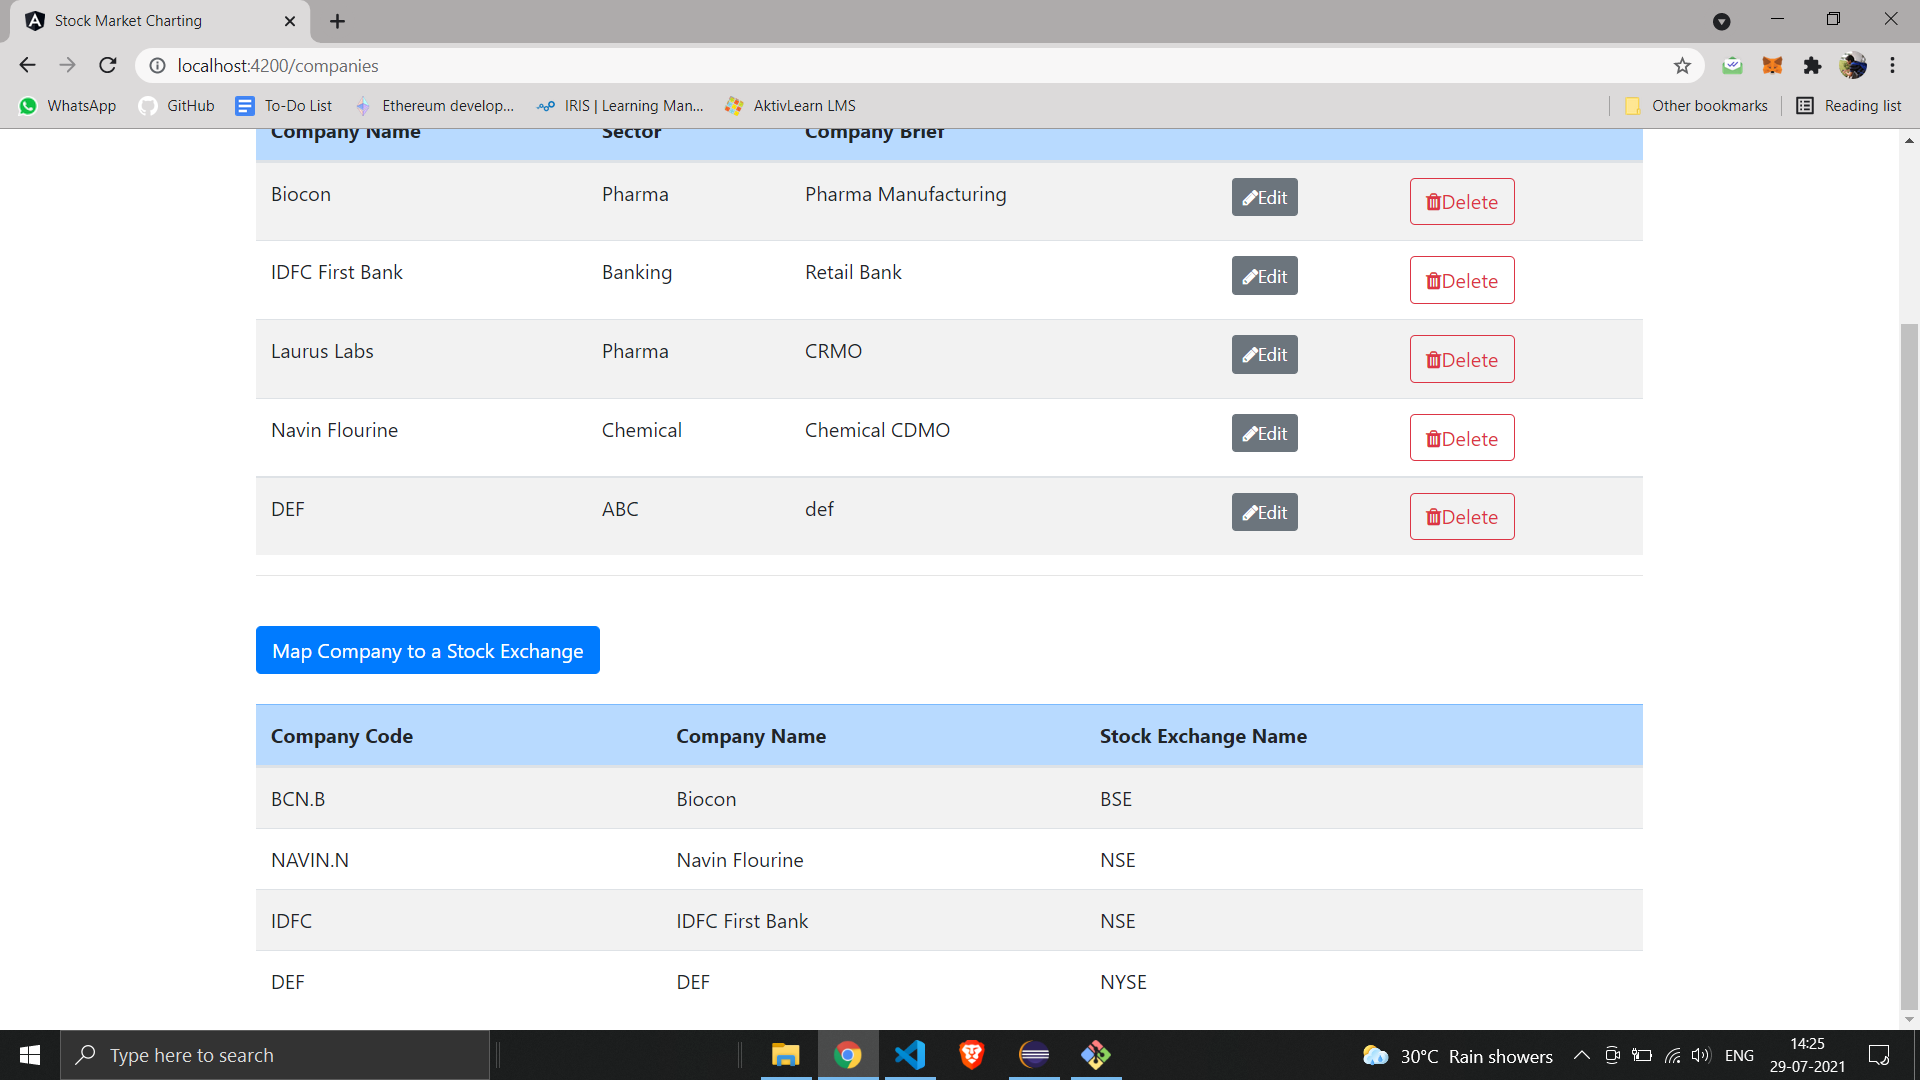 Stock Market Charting
localhost:4200/companies
WhatsApp GitHub To-Do List Ethereum develop... IRIS | Learning Man... AktivLearn LMS Other bookmarks Reading list
Company Name Sector Company Brief
Biocon Pharma Pharma Manufacturing Edit Delete
IDFC First Bank Banking Retail Bank Edit Delete
Laurus Labs Pharma CRMO Edit Delete
Navin Flourine Chemical Chemical CDMO Edit Delete
DEF ABC def Edit Delete
Map Company to a Stock Exchange
Company Code Company Name Stock Exchange Name
BCN.B Biocon BSE
NAVIN.N Navin Flourine NSE
IDFC IDFC First Bank NSE
DEF DEF NYSE
Type here to search 30°C Rain showers ENG 14:25
29-07-2021